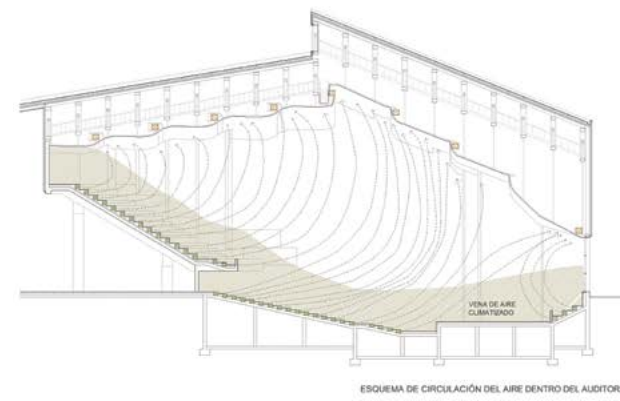 VENA DE AIRE
CLIMATIZADO
ESQUEMA DE CIRCULACIÓN DEL AIRE DENTRO DEL AUDITOR